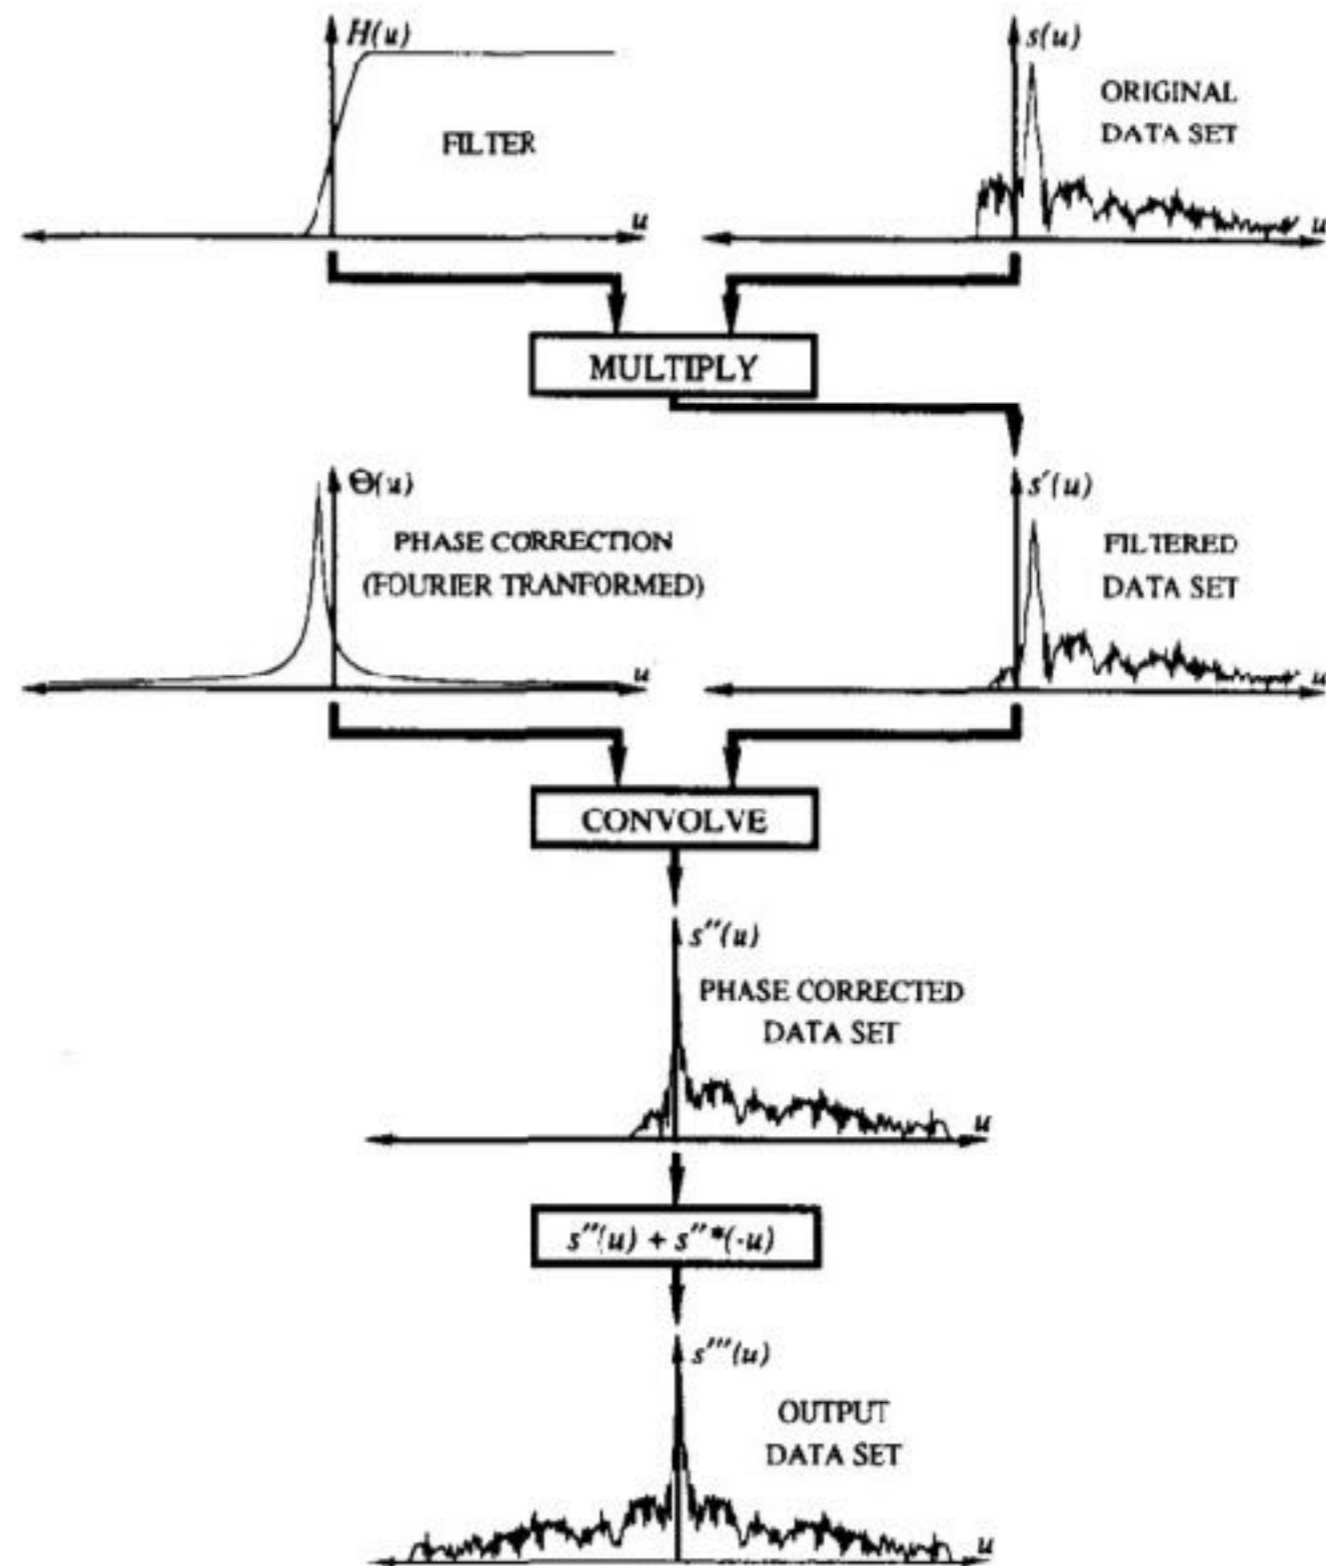 H(u)
FILTER
u
s(u)
ORIGINAL
DATA SET
u
MULTIPLY
Θ(u)
PHASE CORRECTION
(FOURIER TRANFORMED)
u
s′(u)
FILTERED
DATA SET
u
CONVOLVE
s″(u)
PHASE CORRECTED
DATA SET
u
s″(u) + s″*(-u)
s‴(u)
OUTPUT
DATA SET
u